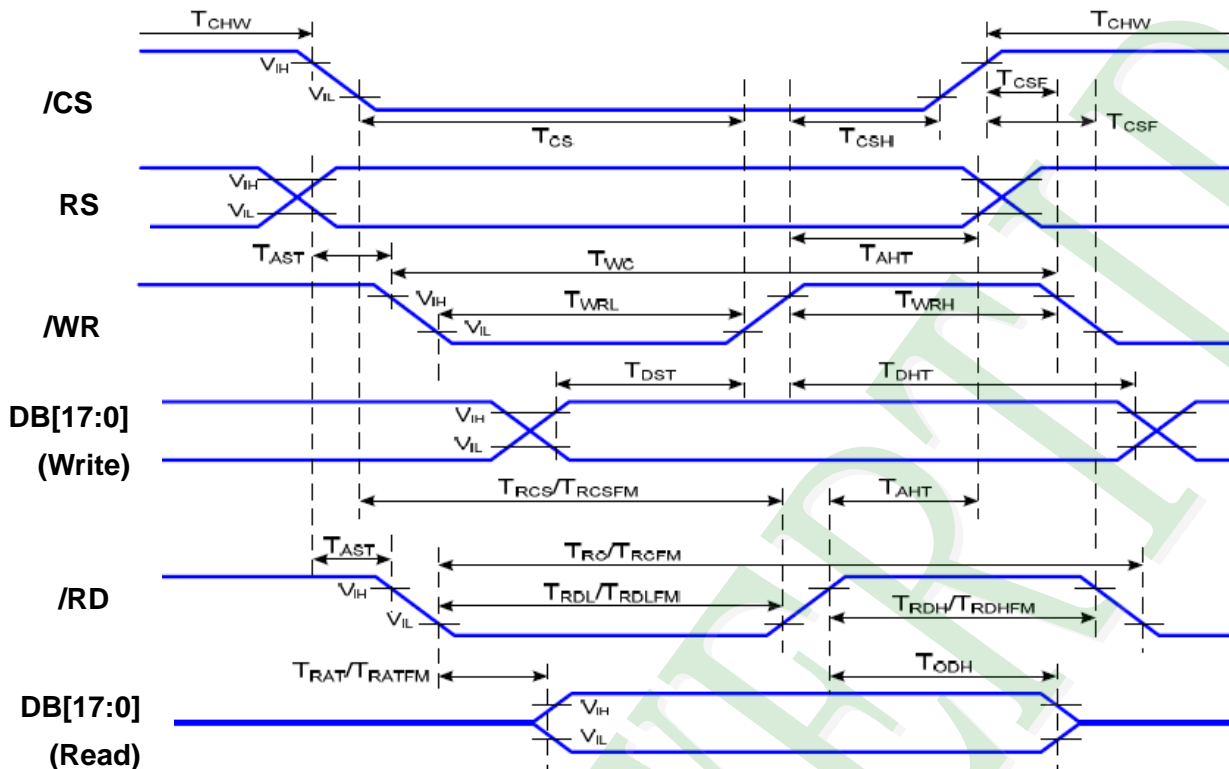 TCHW TCHW
VIH
TCSF
/CS VIL TCSF
TCS TCSH
RS VIH
VIL
TAST TWC TAHT
VIH TWRL TWRH
/WR VIL
TDST TDHT
DB[17:0] VIH
(Write) VIL
TRCS/TRCSFM TAHT
TAST TRC/TRCFM
/RD VIH TRDL/TRDLFM TRDH/TRDHFM
VIL
TRAT/TRATFM TODH
DB[17:0] VIH
(Read) VIL